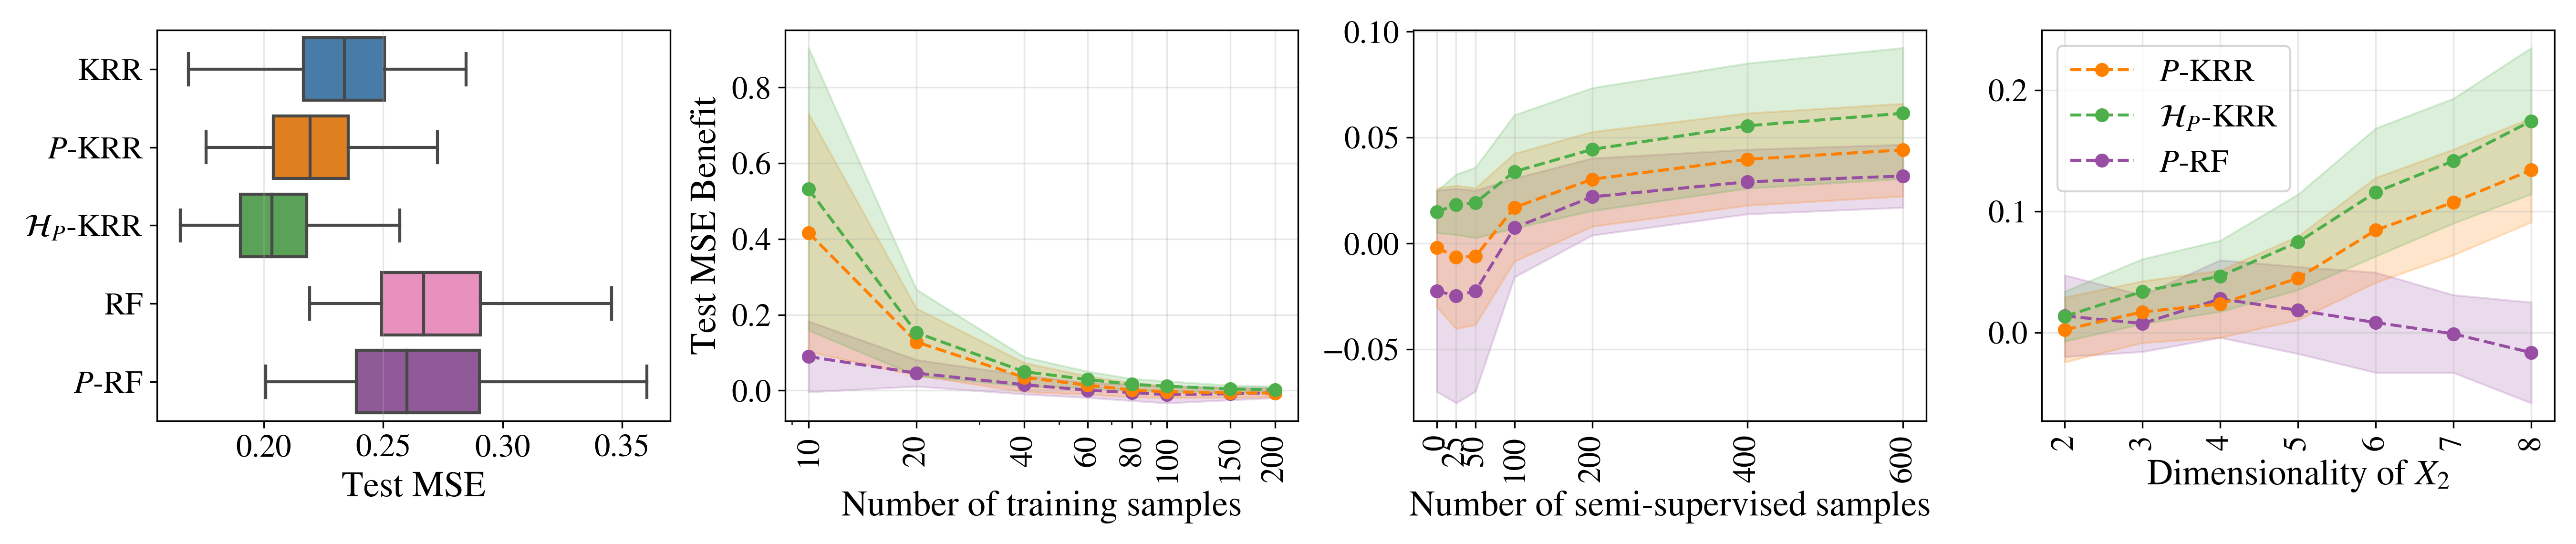 KRR
P-KRR
H_P-KRR
RF
P-RF
0.20 0.25 0.30 0.35
Test MSE
Test MSE Benefit
0.8
0.6
0.4
0.2
0.0
10 20 40 60 80 100 150 200
Number of training samples
0.10
0.05
0.00
−0.05
0 25 50 100 200 400 600
Number of semi-supervised samples
0.2
0.1
0.0
P-KRR
H_P-KRR
P-RF
2 3 4 5 6 7 8
Dimensionality of X₂